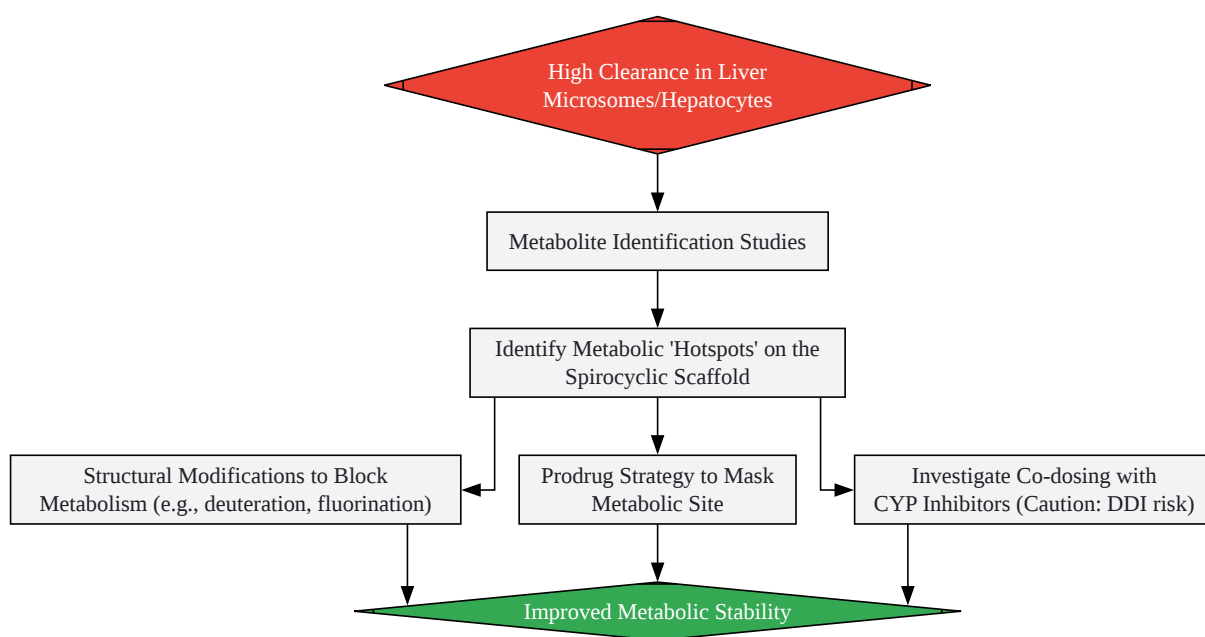 High Clearance in Liver
Microsomes/Hepatocytes
Metabolite Identification Studies
Identify Metabolic 'Hotspots' on the
Spirocyclic Scaffold
Structural Modifications to Block
Metabolism (e.g., deuteration, fluorination)
Prodrug Strategy to Mask
Metabolic Site
Investigate Co-dosing with
CYP Inhibitors (Caution: DDI risk)
Improved Metabolic Stability